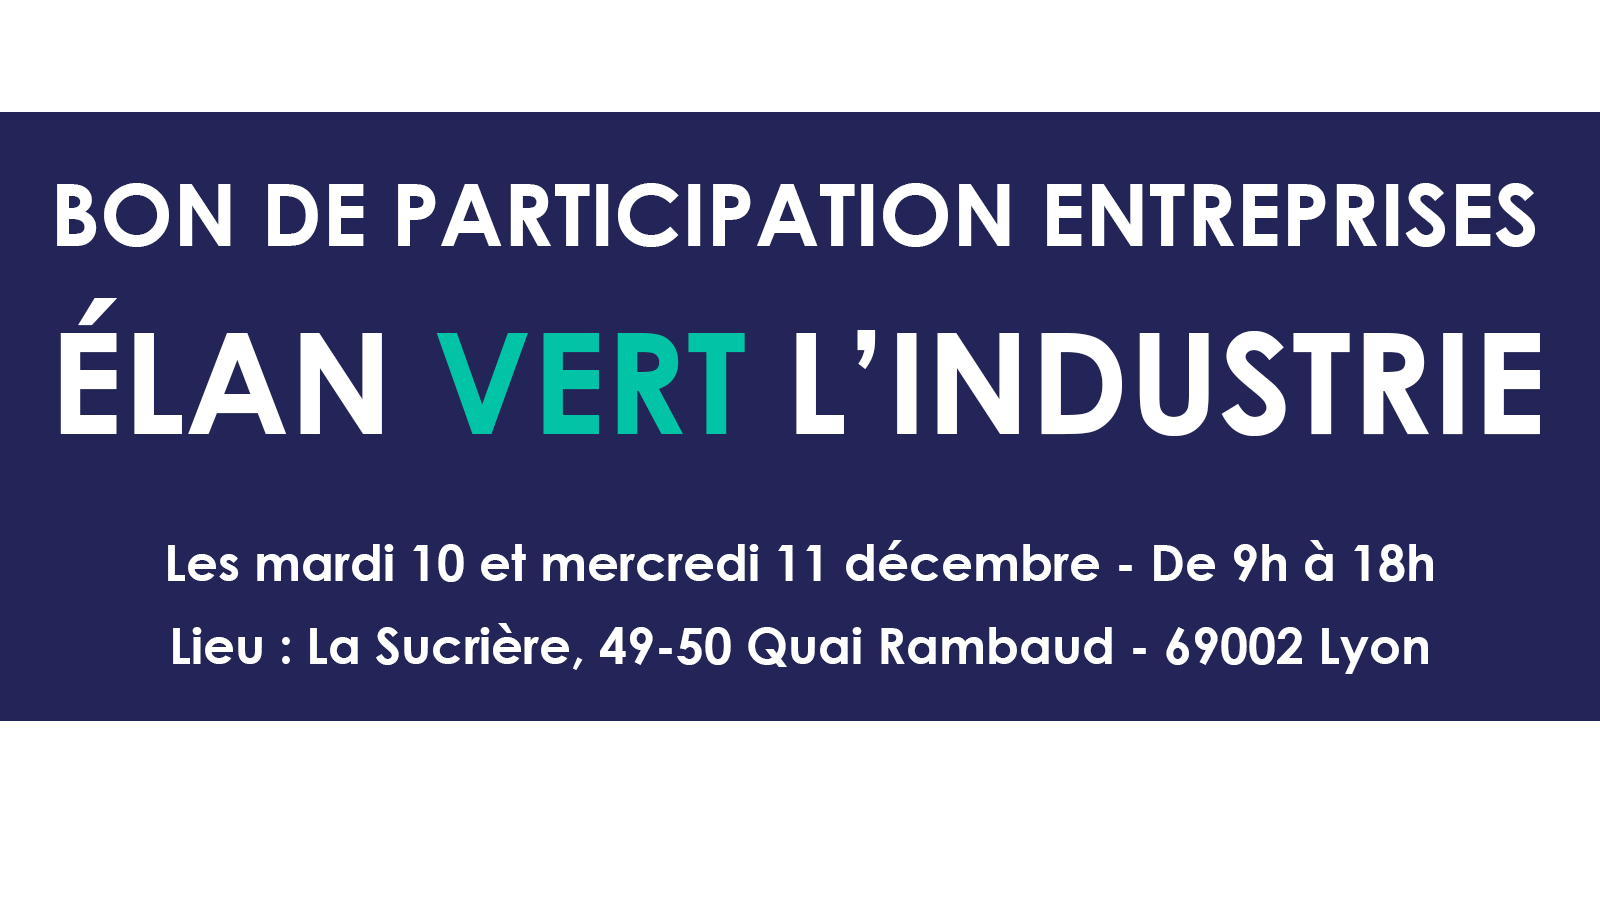 BON DE PARTICIPATION ENTREPRISES
ÉLAN VERT L’INDUSTRIE
Les mardi 10 et mercredi 11 décembre - De 9h à 18h
Lieu : La Sucrière, 49-50 Quai Rambaud - 69002 Lyon